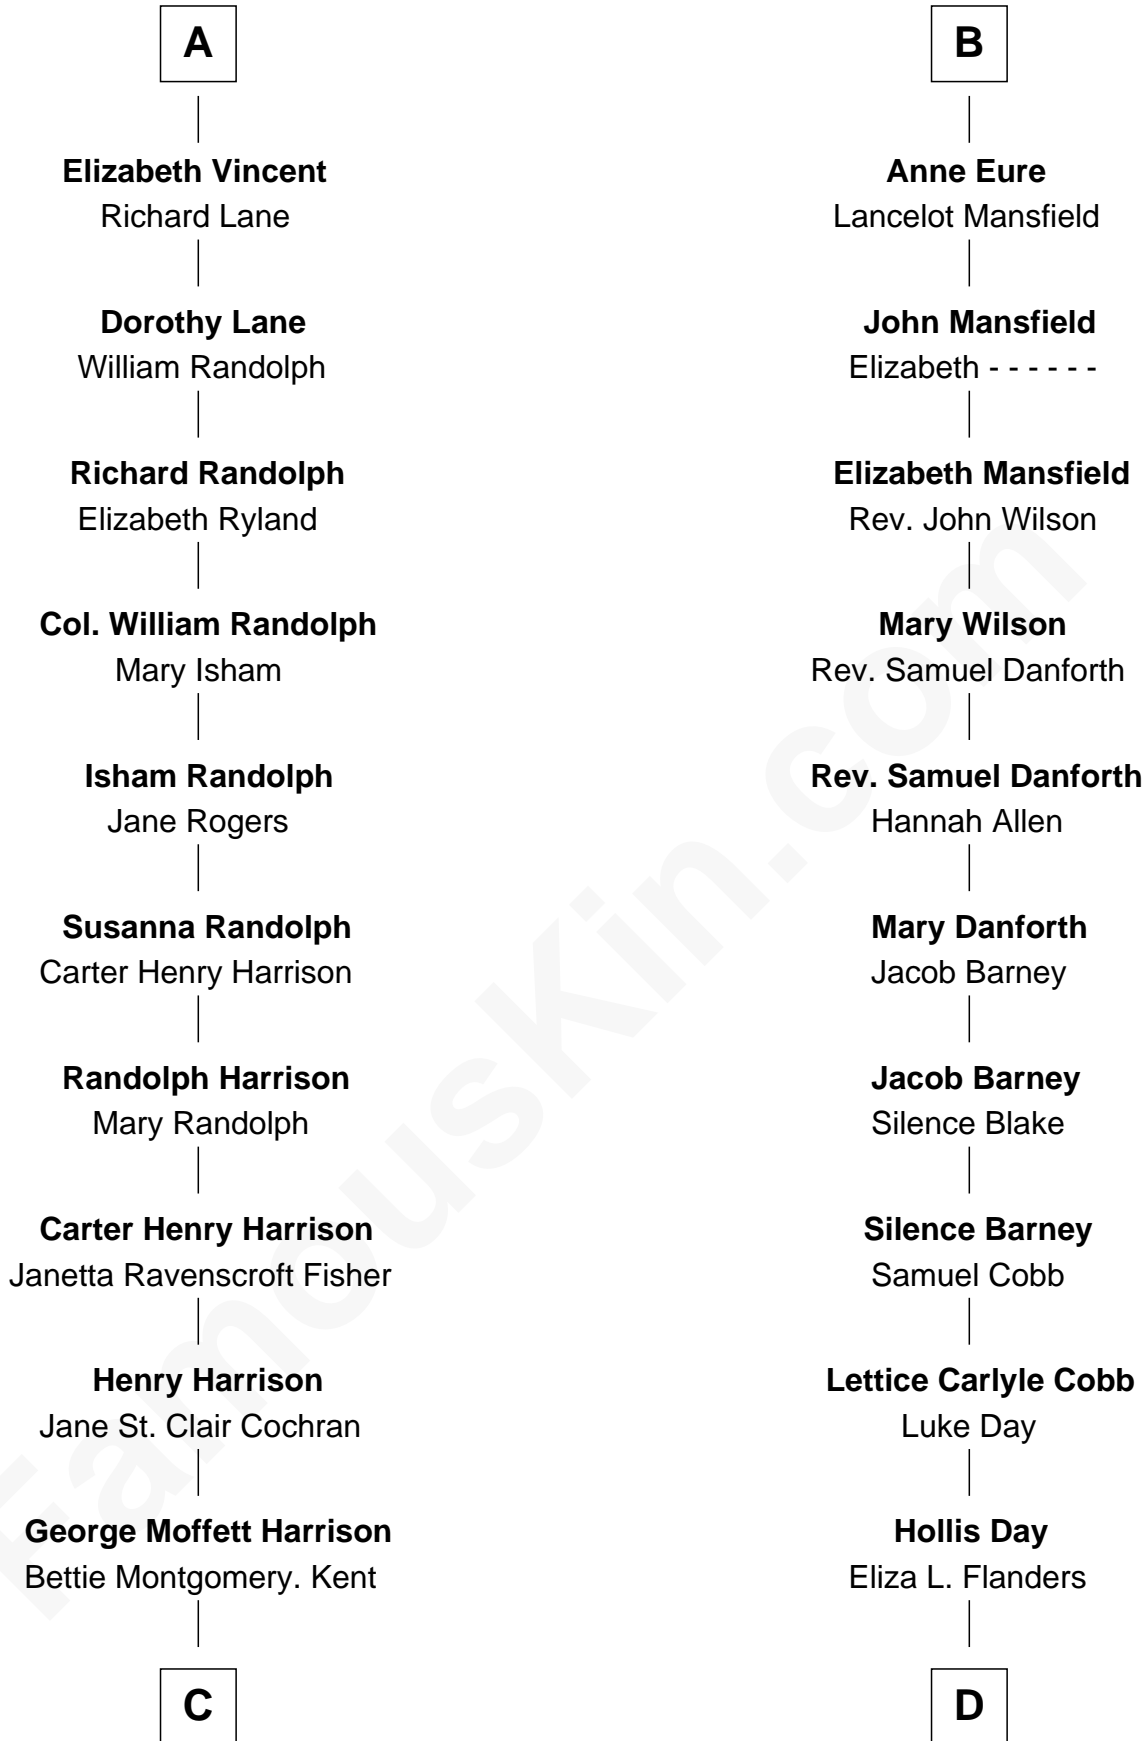 A
Elizabeth Vincent
Richard Lane
Dorothy Lane
William Randolph
Richard Randolph
Elizabeth Ryland
Col. William Randolph
Mary Isham
Isham Randolph
Jane Rogers
Susanna Randolph
Carter Henry Harrison
Randolph Harrison
Mary Randolph
Carter Henry Harrison
Janetta Ravenscroft Fisher
Henry Harrison
Jane St. Clair Cochran
George Moffett Harrison
Bettie Montgomery. Kent
C
B
Anne Eure
Lancelot Mansfield
John Mansfield
Elizabeth - - - - - -
Elizabeth Mansfield
Rev. John Wilson
Mary Wilson
Rev. Samuel Danforth
Rev. Samuel Danforth
Hannah Allen
Mary Danforth
Jacob Barney
Jacob Barney
Silence Blake
Silence Barney
Samuel Cobb
Lettice Carlyle Cobb
Luke Day
Hollis Day
Eliza L. Flanders
D
FamousKin.com